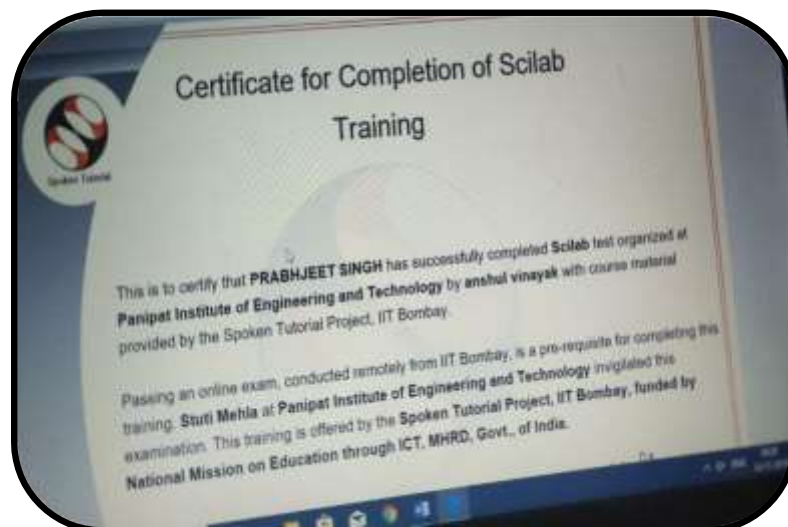 Certificate for Completion of Scilab
Training
Spoken Tutorial
This is to certify that PRABHJEET SINGH has successfully completed Scilab test organized at
Panipat Institute of Engineering and Technology by anshul vinayak with course material
provided by the Spoken Tutorial Project, IIT Bombay.
Passing an online exam, conducted remotely from IIT Bombay, is a pre-requisite for completing this
training. Stuti Mehla at Panipat Institute of Engineering and Technology invigilated this
examination. This training is offered by the Spoken Tutorial Project, IIT Bombay, funded by
National Mission on Education through ICT, MHRD, Govt., of India.